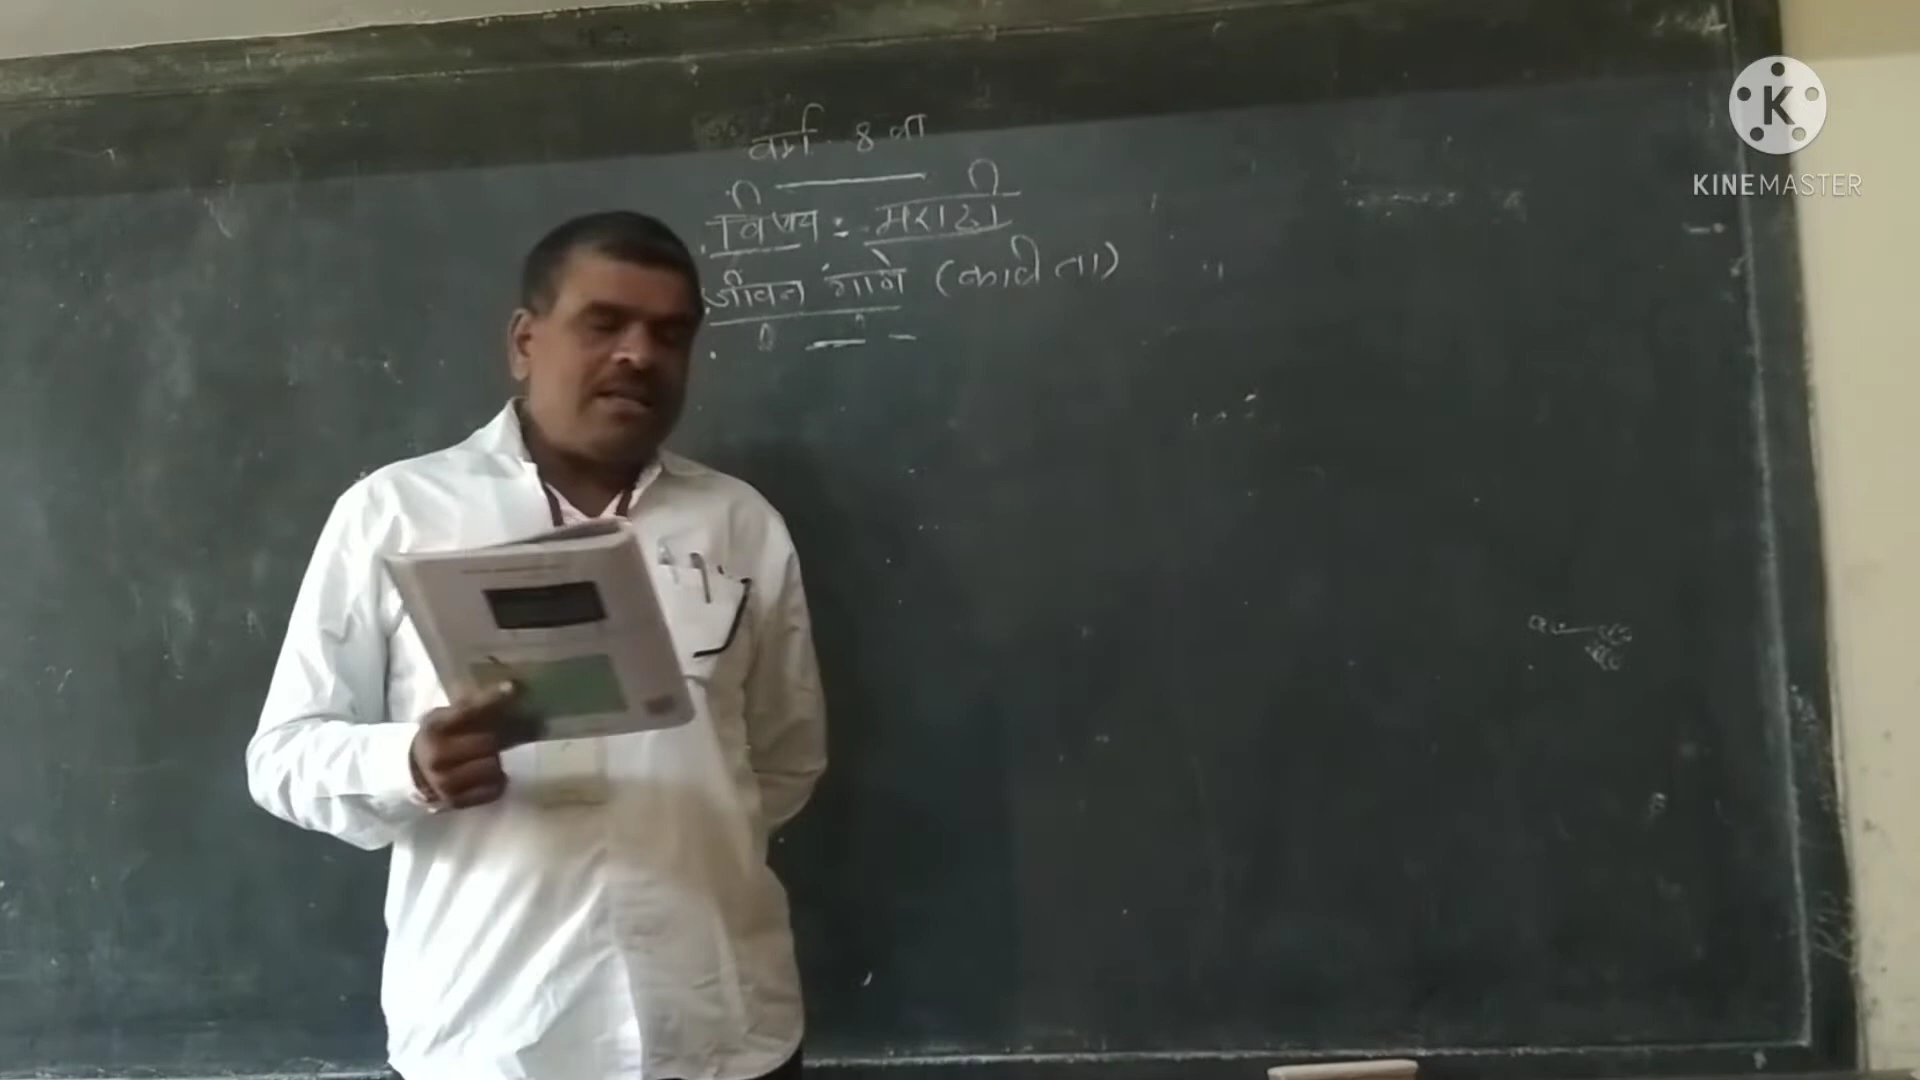 वर्ग 8 वा
विषय :- मराठी
जीवन गाणे (कविता)
KINEMASTER